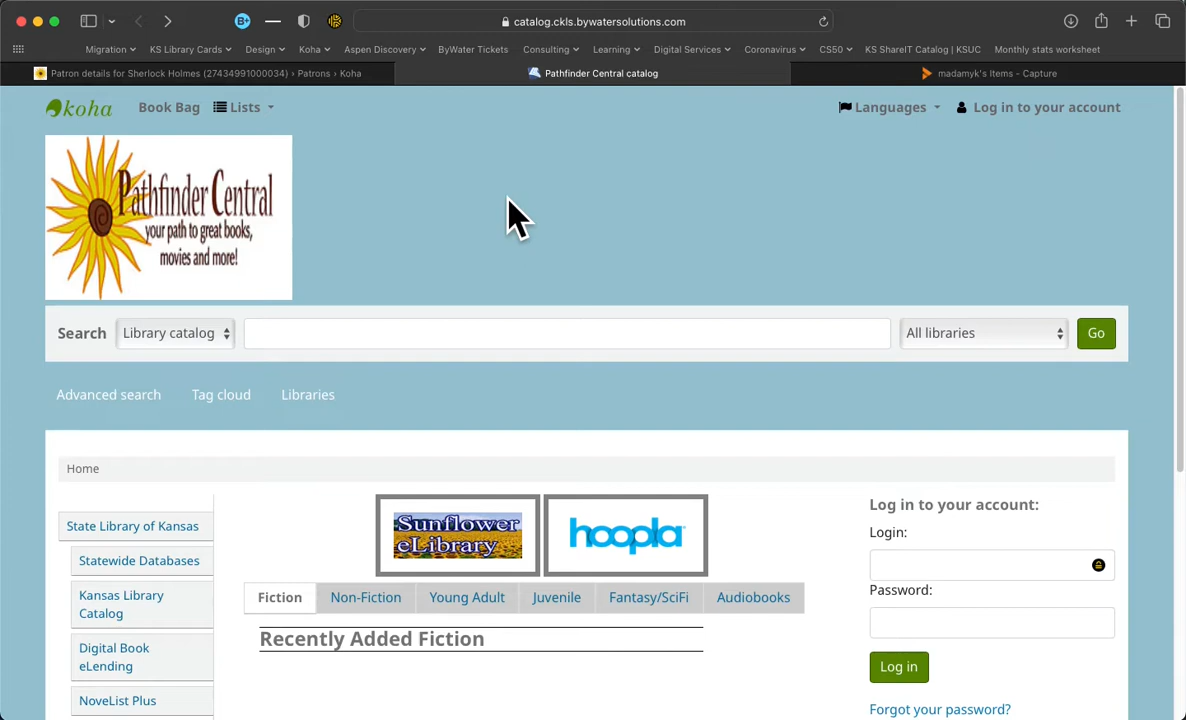 catalog.ckls.bywatersolutions.com
Migration KS Library Cards Design Koha Aspen Discovery ByWater Tickets Consulting Learning Digital Services Coronavirus CS50 KS ShareIT Catalog | KSUC Monthly stats worksheet
Patron details for Sherlock Holmes (27434991000034) › Patrons › Koha Pathfinder Central catalog madamyk's Items - Capture
koha Book Bag Lists Languages Log in to your account
Pathfinder Central
your path to great books,
movies and more!
Search Library catalog All libraries Go
Advanced search Tag cloud Libraries
Home
State Library of Kansas
Statewide Databases
Kansas Library
Catalog
Digital Book
eLending
NoveList Plus
Sunflower
eLibrary
hoopla
Fiction Non-Fiction Young Adult Juvenile Fantasy/SciFi Audiobooks
Recently Added Fiction
Log in to your account:
Login:
Password:
Log in
Forgot your password?